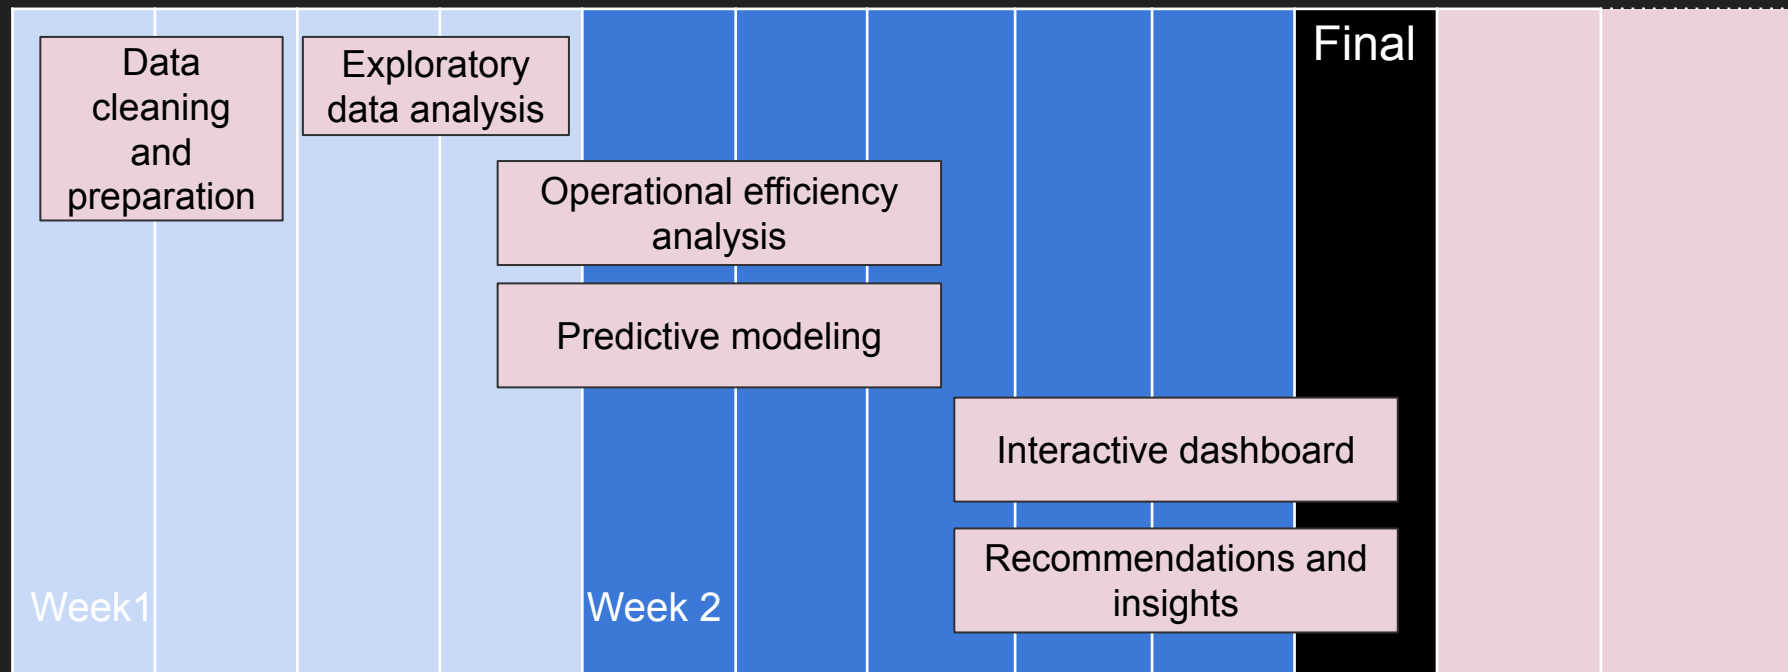 Data
cleaning
and
preparation
Exploratory
data analysis
Final
Operational efficiency
analysis
Predictive modeling
Interactive dashboard
Recommendations and
insights
Week1
Week 2